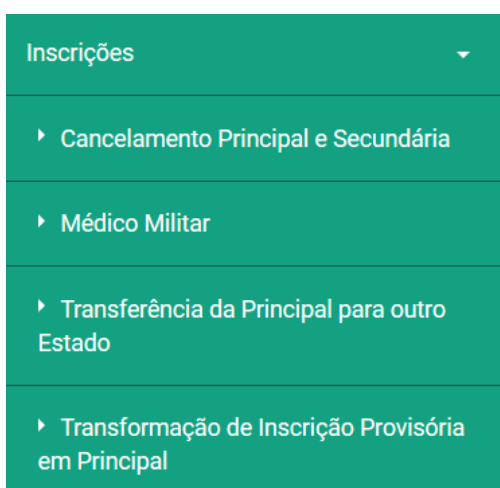 Inscrições
Cancelamento Principal e Secundária
Médico Militar
Transferência da Principal para outro
Estado
Transformação de Inscrição Provisória
em Principal